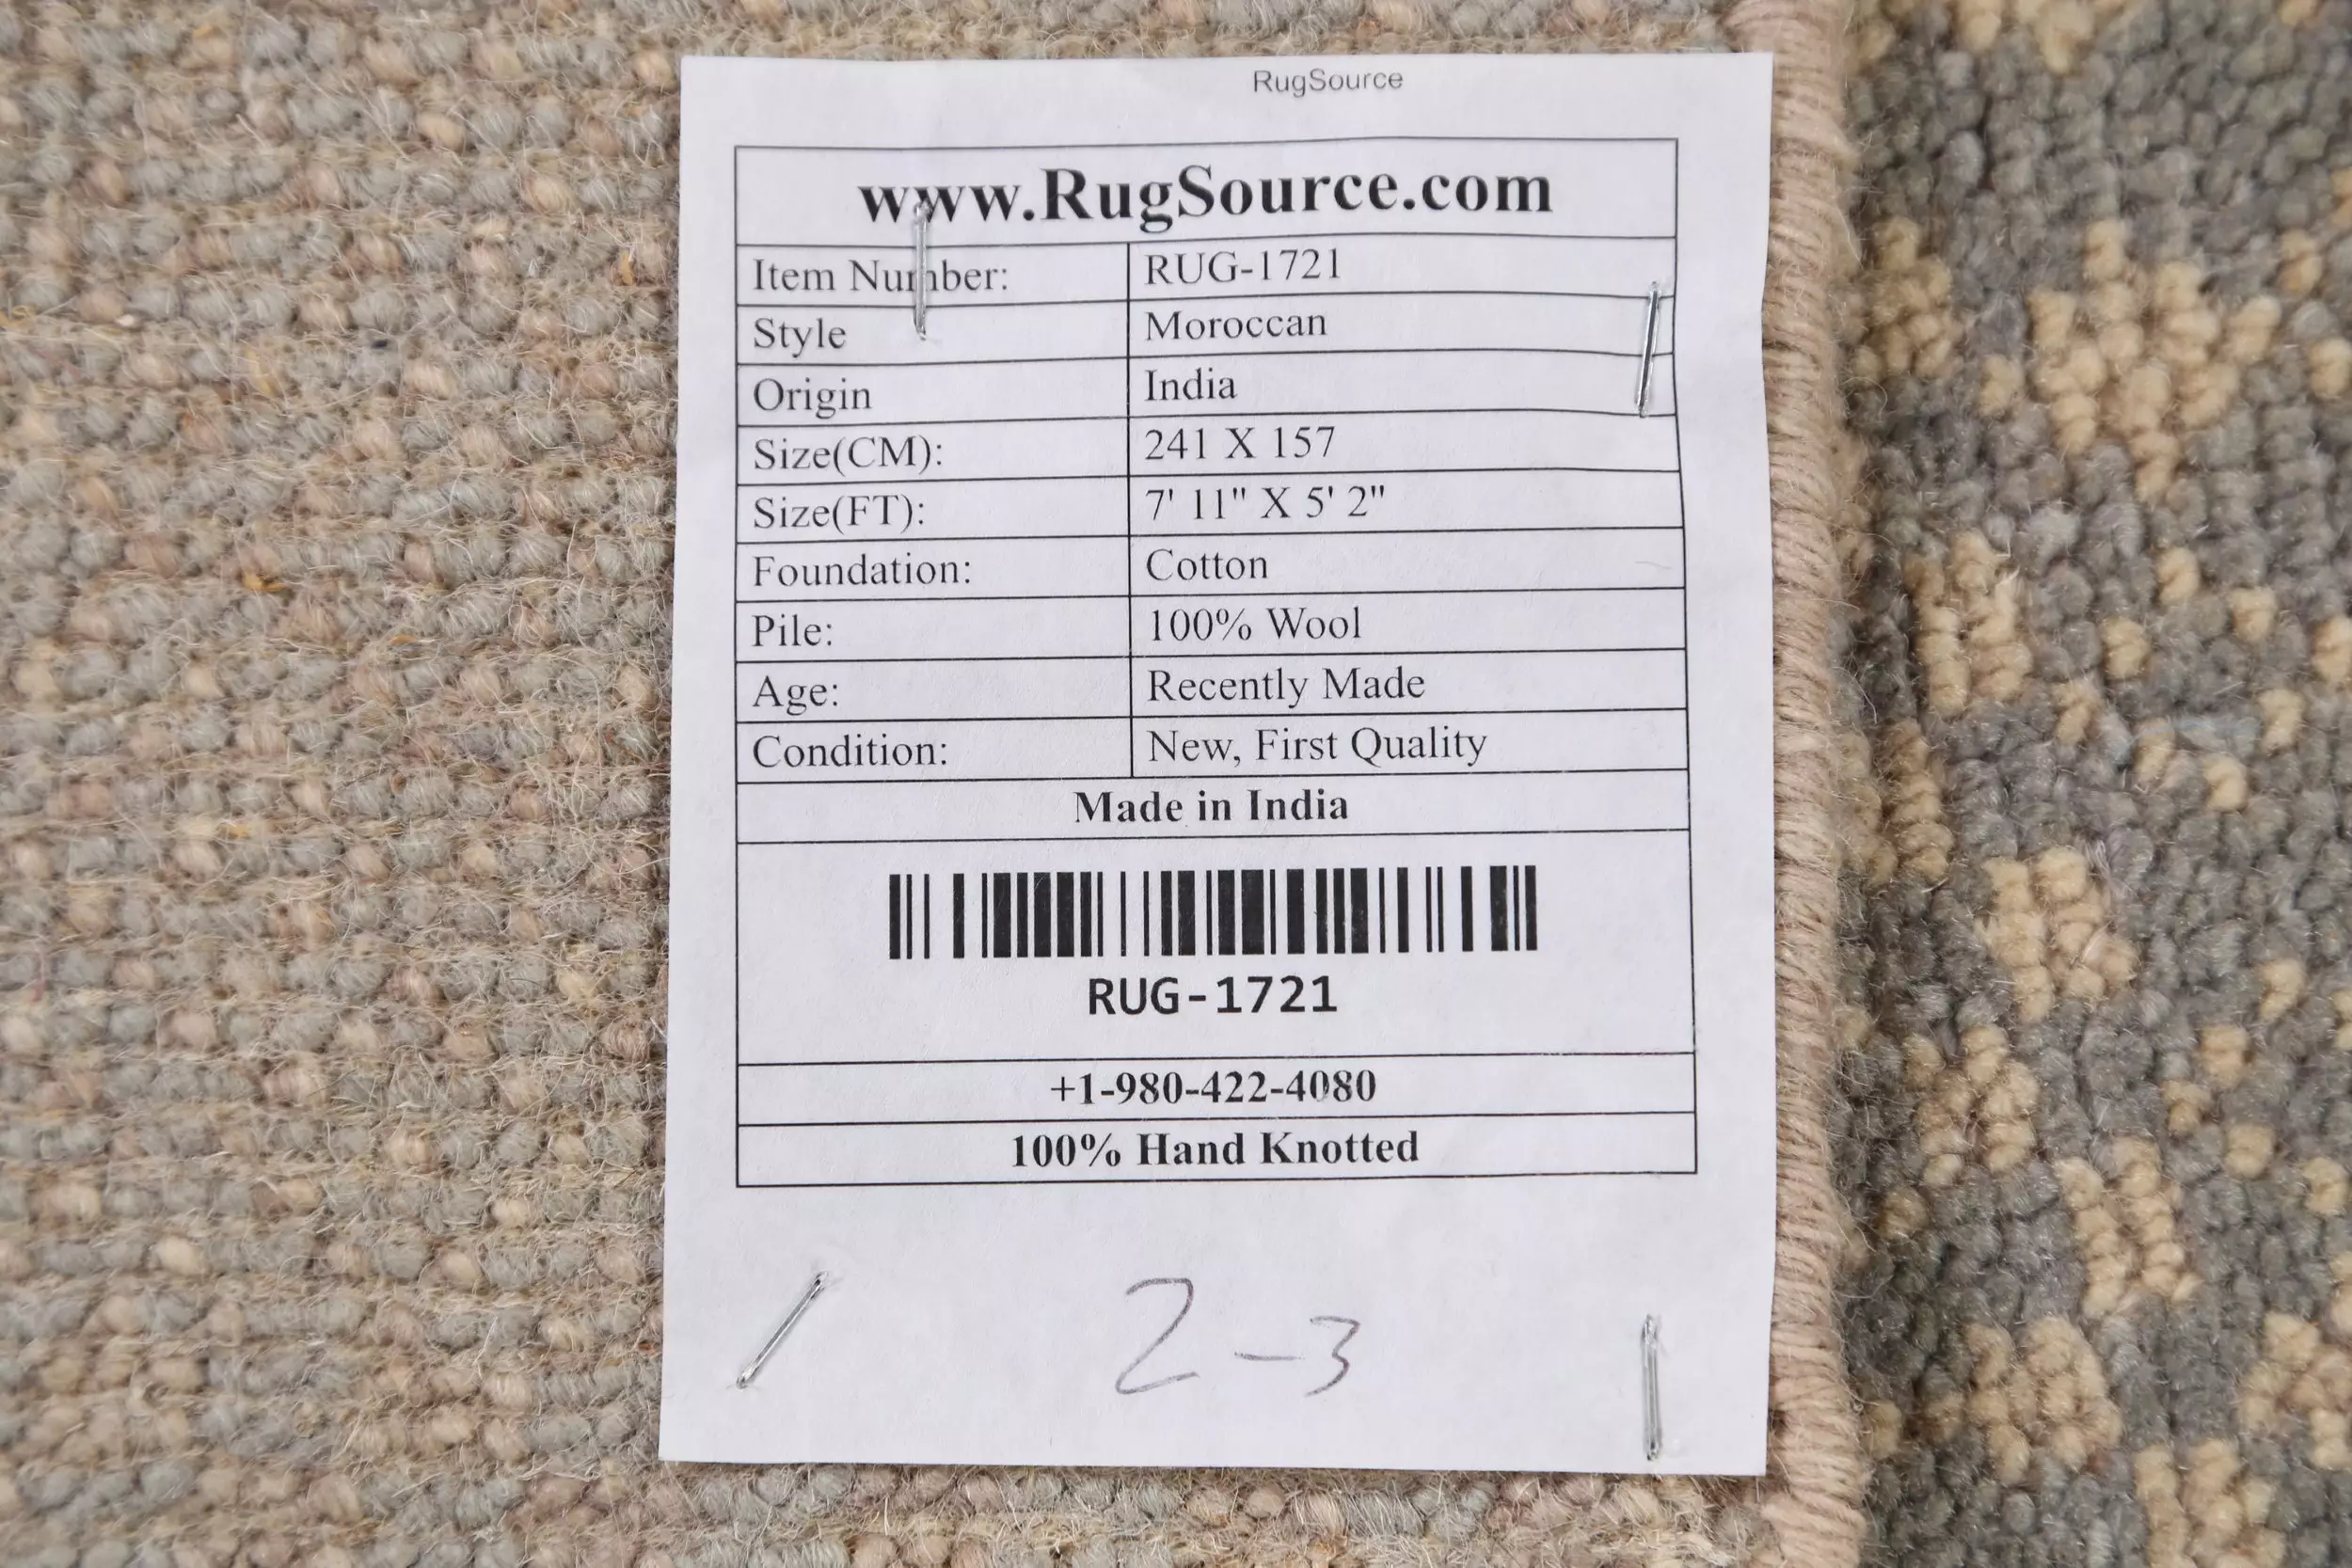 RugSource
www.RugSource.com
Item Number: RUG-1721
Style Moroccan
Origin India
Size(CM): 241 X 157
Size(FT): 7' 11" X 5' 2"
Foundation: Cotton
Pile: 100% Wool
Age: Recently Made
Condition: New, First Quality
Made in India
RUG-1721
+1-980-422-4080
100% Hand Knotted
2-3